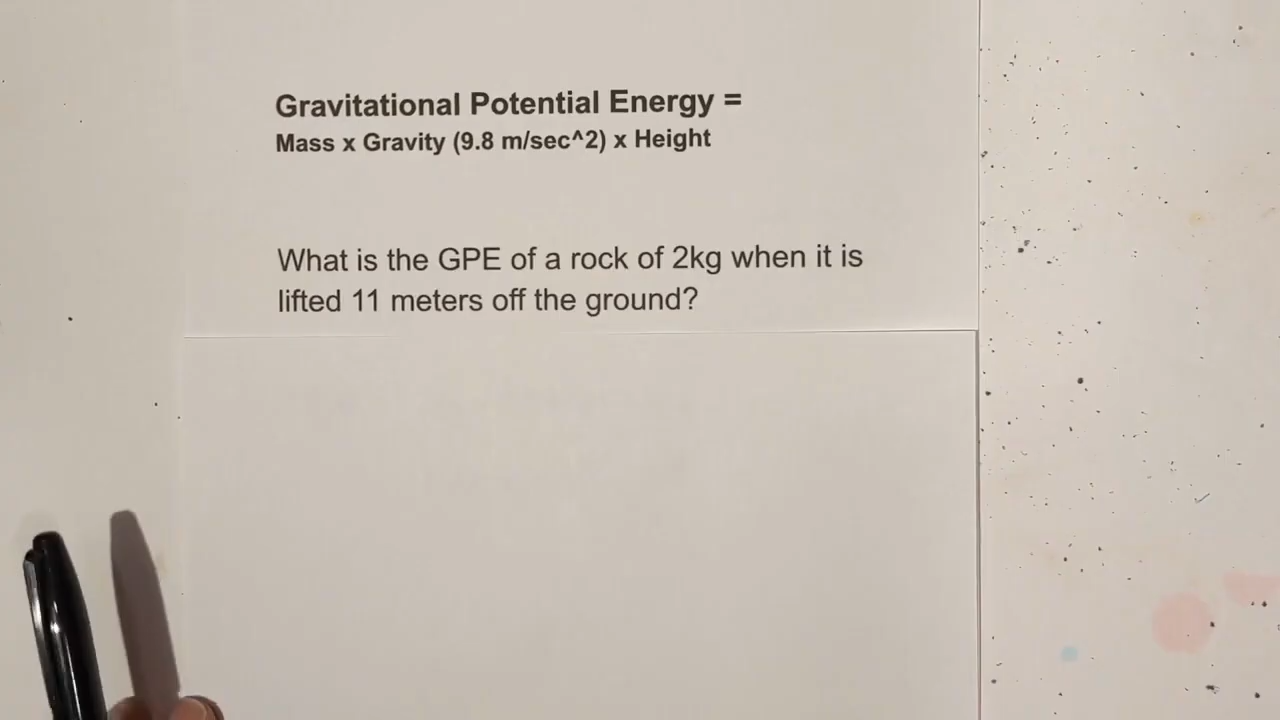 Gravitational Potential Energy =
Mass x Gravity (9.8 m/sec^2) x Height
What is the GPE of a rock of 2kg when it is
lifted 11 meters off the ground?